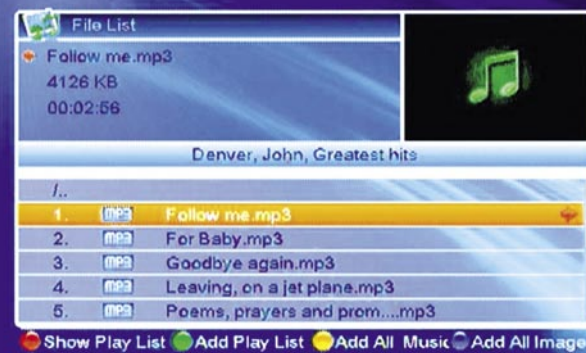 File List
Follow me.mp3
4126 KB
00:02:56
Denver, John, Greatest hits
/..
1. MP3 Follow me.mp3
2. MP3 For Baby.mp3
3. MP3 Goodbye again.mp3
4. MP3 Leaving, on a jet plane.mp3
5. MP3 Poems, prayers and prom....mp3
Show Play List Add Play List Add All Music Add All Image